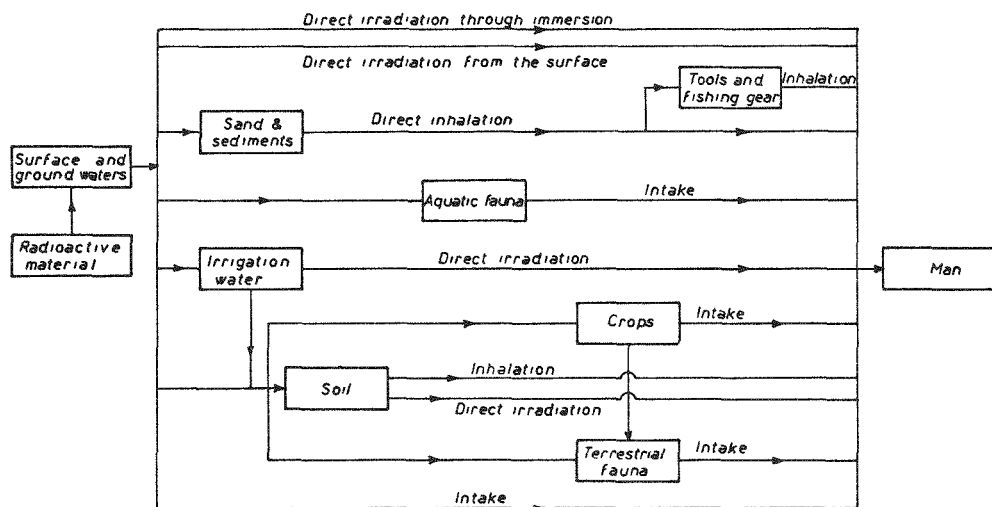 Direct irradiation through immersion
Direct irradiation from the surface
Tools and
fishing gear
Inhalation
Sand &
sediments
Direct inhalation
Surface and
ground waters
Aquatic fauna
Intake
Radioactive
material
Irrigation
water
Direct irradiation
Man
Crops
Intake
Soil
Inhalation
Direct irradiation
Terrestrial
fauna
Intake
Intake